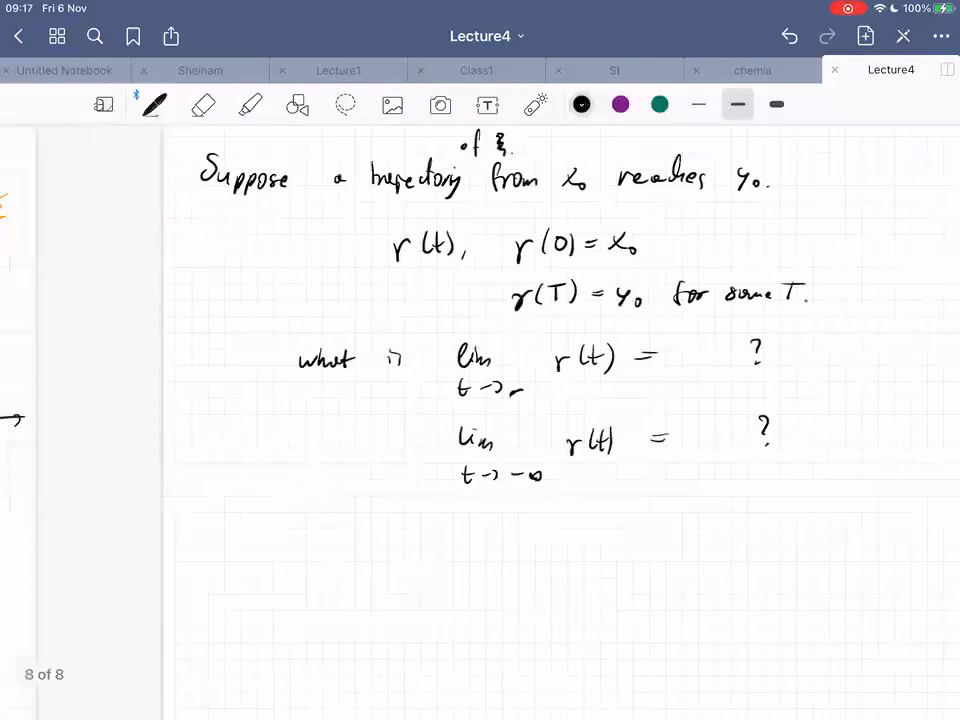 09:17 Fri 6 Nov
100%
Lecture4
Untitled Notebook
Sheiham
Lecture1
Class1
St
chemia
Lecture4
of ξ.
Suppose a trajectory from x₀ reaches y₀.
γ(t), γ(0) = x₀
γ(T) = y₀ for some T.
what is lim γ(t) = ?
t →
lim γ(t) = ?
t → -∞
8 of 8